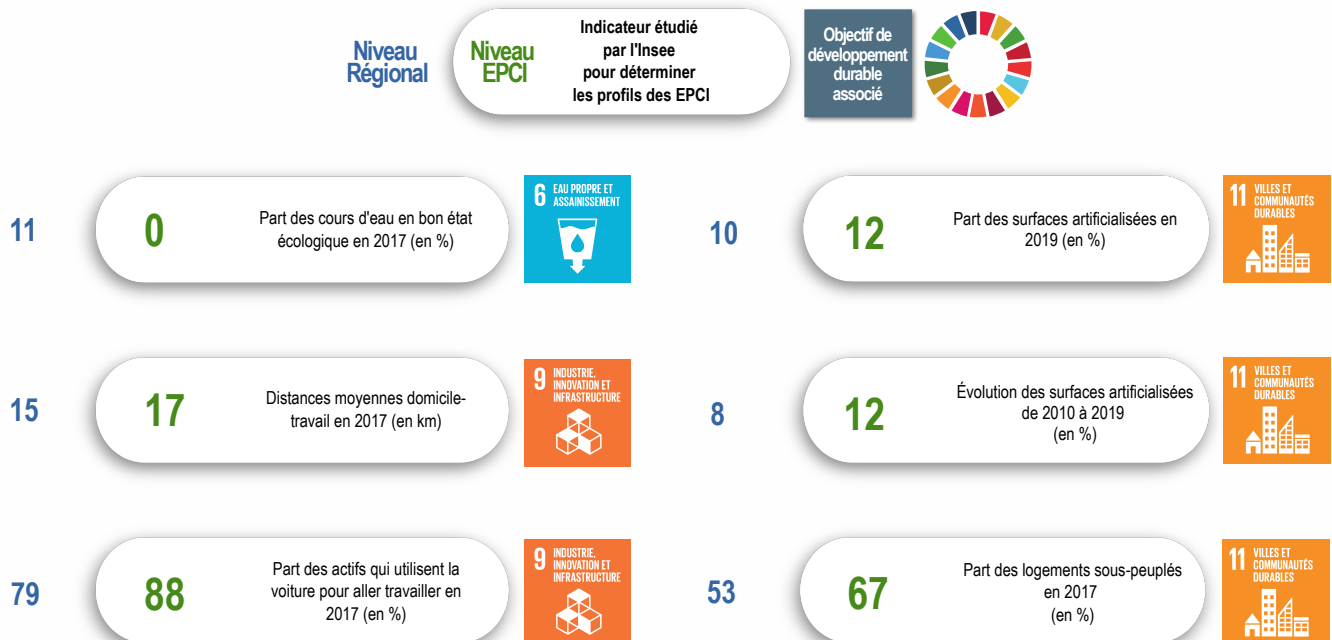 Niveau
Régional
Niveau
EPCI
Indicateur étudié
par l'Insee
pour déterminer
les profils des EPCI
Objectif de
développement
durable
associé
11
0
Part des cours d'eau en bon état
écologique en 2017 (en %)
6 EAU PROPRE ET
ASSAINISSEMENT
10
12
Part des surfaces artificialisées en
2019 (en %)
11 VILLES ET
COMMUNAUTÉS
DURABLES
15
17
Distances moyennes domicile-
travail en 2017 (en km)
9 INDUSTRIE,
INNOVATION ET
INFRASTRUCTURE
8
12
Évolution des surfaces artificialisées
de 2010 à 2019
(en %)
11 VILLES ET
COMMUNAUTÉS
DURABLES
79
88
Part des actifs qui utilisent la
voiture pour aller travailler en
2017 (en %)
9 INDUSTRIE,
INNOVATION ET
INFRASTRUCTURE
53
67
Part des logements sous-peuplés
en 2017
(en %)
11 VILLES ET
COMMUNAUTÉS
DURABLES